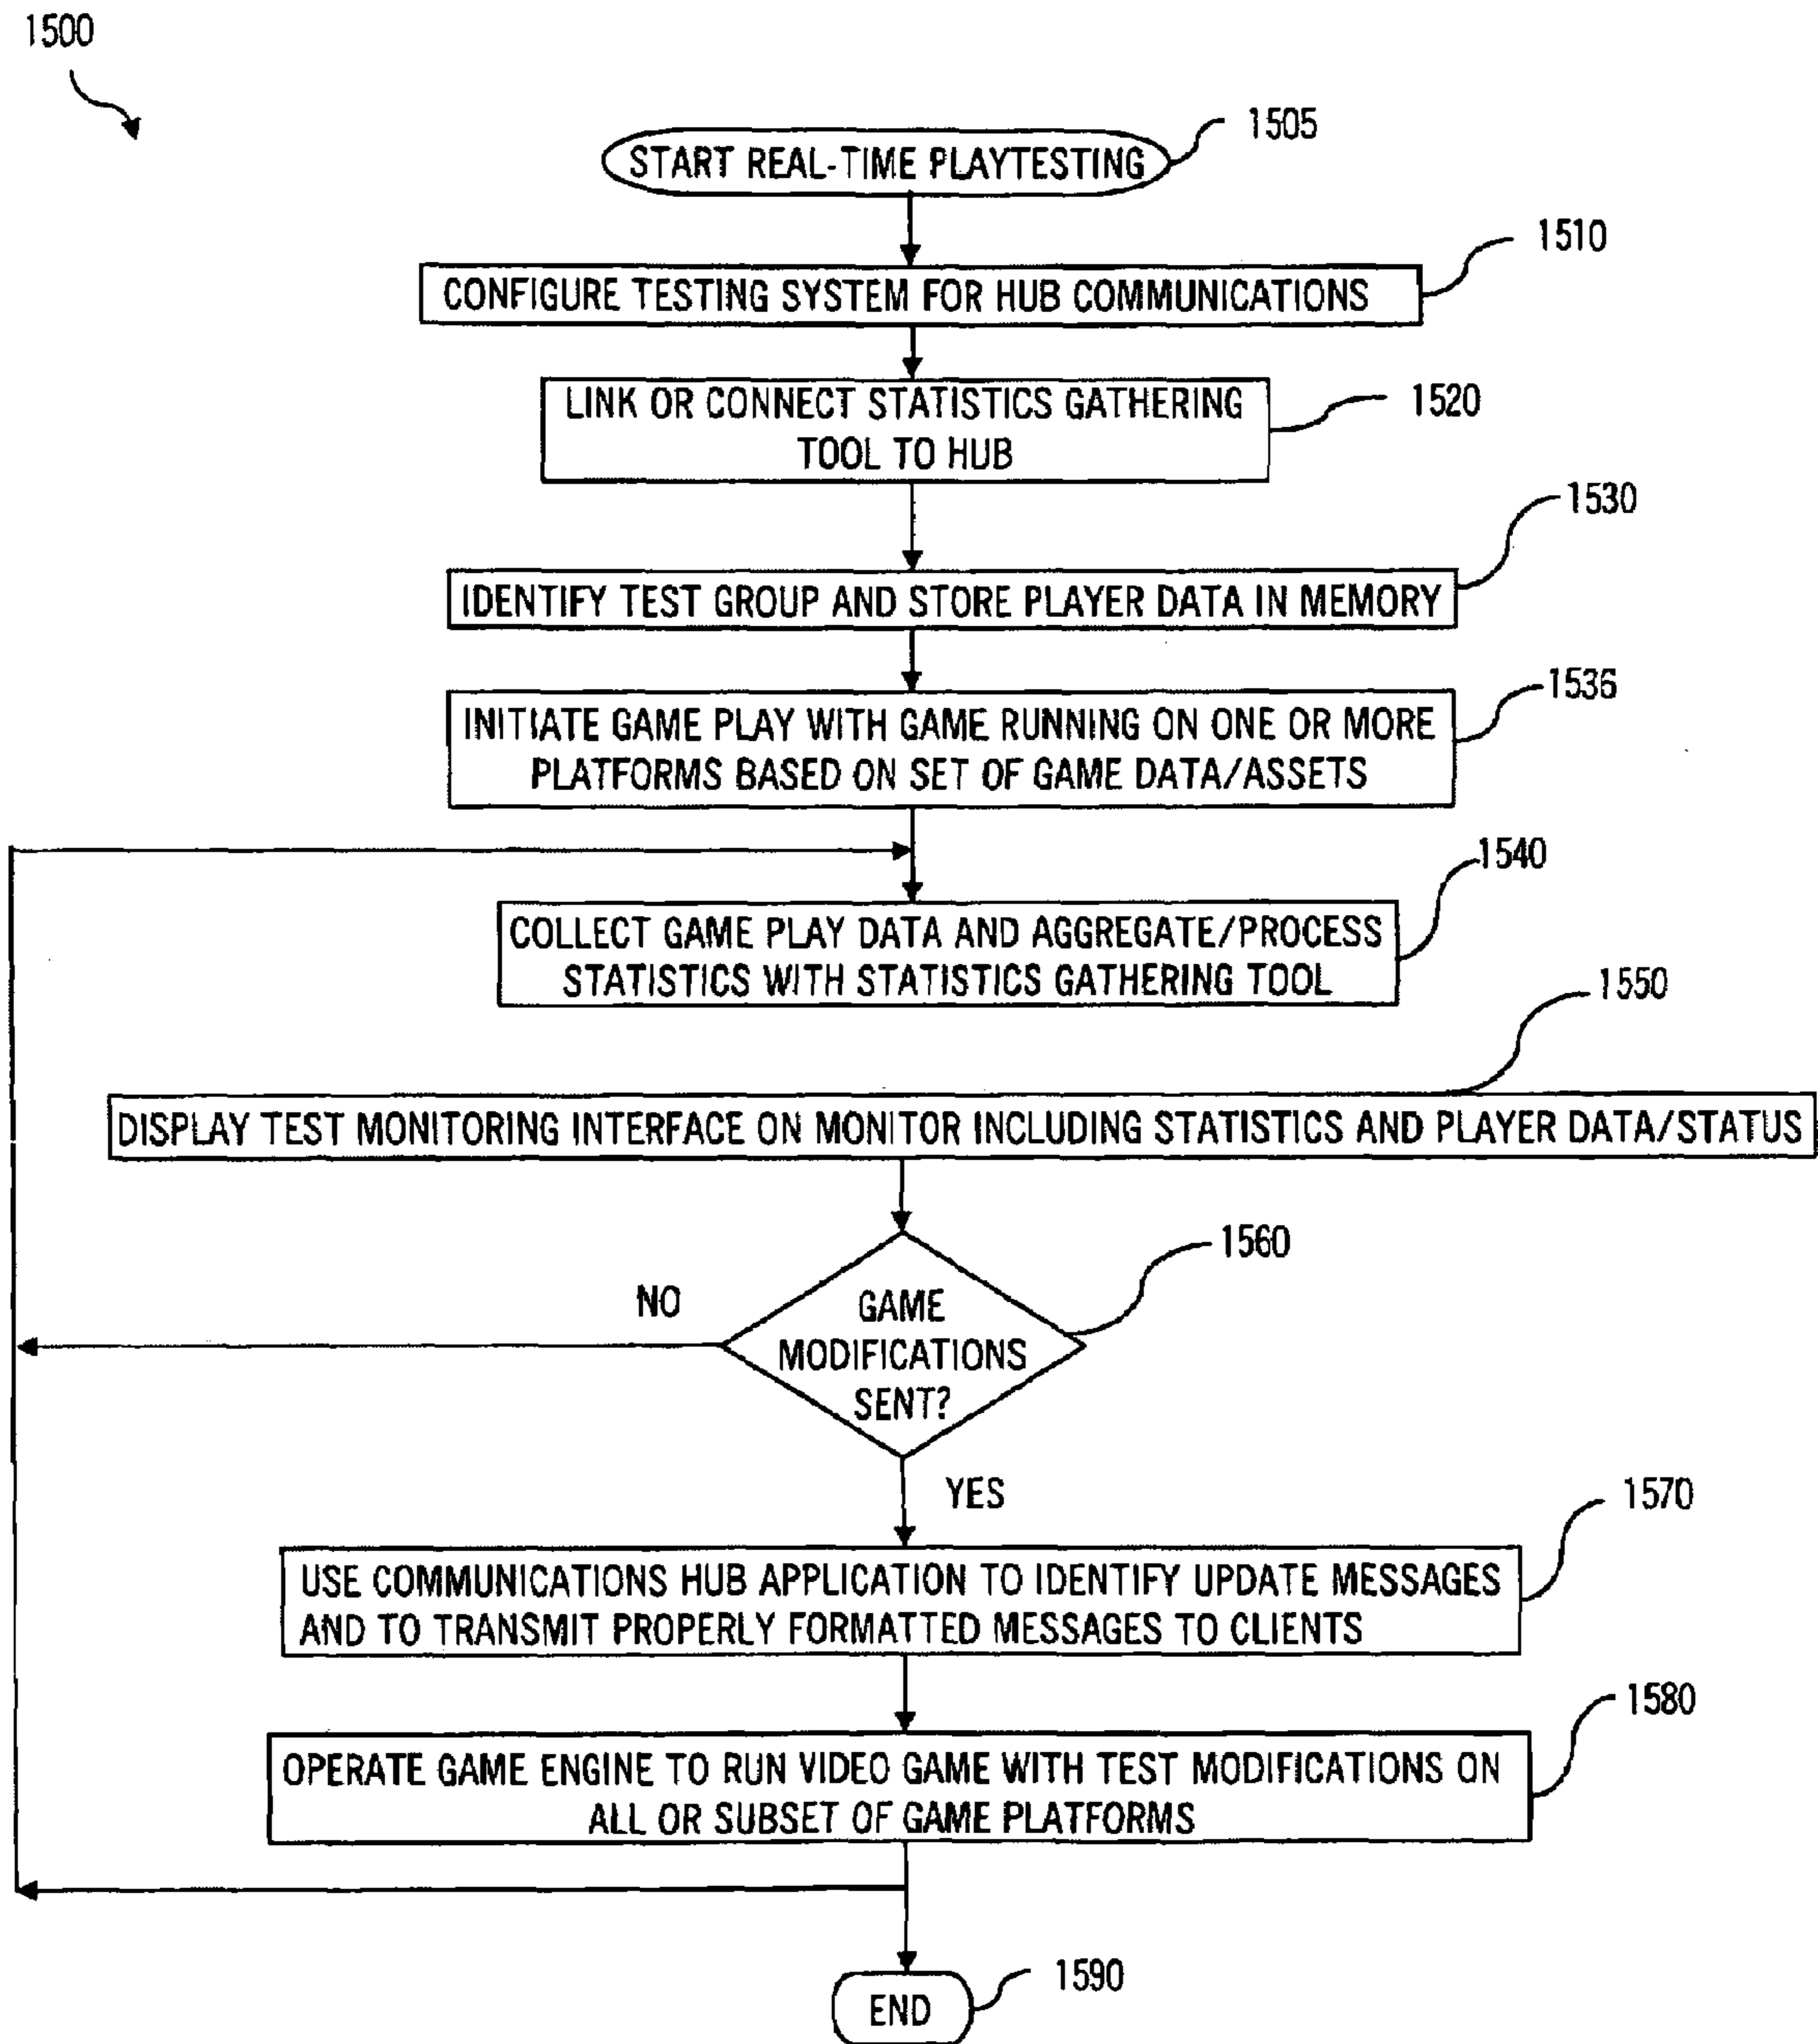 1500
START REAL-TIME PLAYTESTING
1505
CONFIGURE TESTING SYSTEM FOR HUB COMMUNICATIONS
1510
LINK OR CONNECT STATISTICS GATHERING
TOOL TO HUB
1520
IDENTIFY TEST GROUP AND STORE PLAYER DATA IN MEMORY
1530
INITIATE GAME PLAY WITH GAME RUNNING ON ONE OR MORE
PLATFORMS BASED ON SET OF GAME DATA/ASSETS
1536
COLLECT GAME PLAY DATA AND AGGREGATE/PROCESS
STATISTICS WITH STATISTICS GATHERING TOOL
1540
DISPLAY TEST MONITORING INTERFACE ON MONITOR INCLUDING STATISTICS AND PLAYER DATA/STATUS
1550
GAME
MODIFICATIONS
SENT?
1560
NO
YES
USE COMMUNICATIONS HUB APPLICATION TO IDENTIFY UPDATE MESSAGES
AND TO TRANSMIT PROPERLY FORMATTED MESSAGES TO CLIENTS
1570
OPERATE GAME ENGINE TO RUN VIDEO GAME WITH TEST MODIFICATIONS ON
ALL OR SUBSET OF GAME PLATFORMS
1580
END
1590